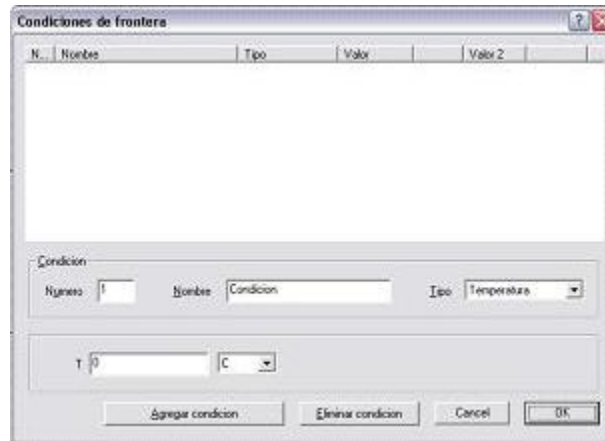 Condiciones de frontera
N... Nombre Tipo Valor Valor 2
Condicion
Numero 1 Nombre Condicion Tipo Temperatura
T 0 C
Agregar condicion Eliminar condicion Cancel OK